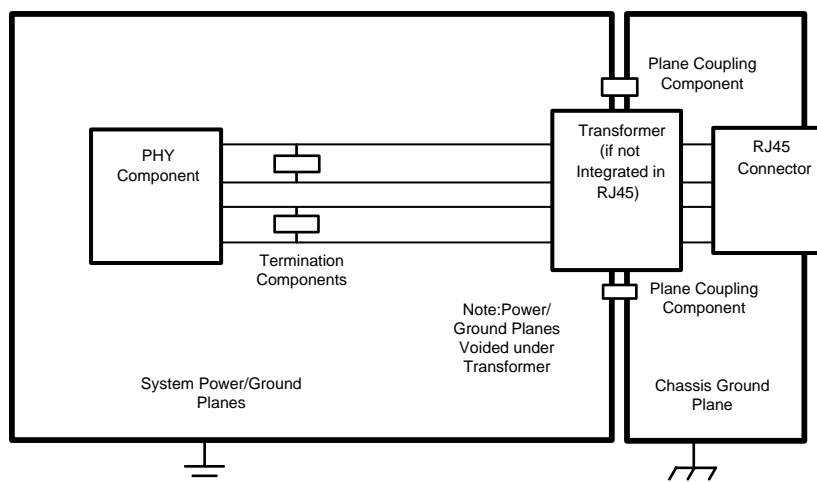 Plane Coupling
Component
PHY
Component
Transformer
(if not
Integrated in
RJ45)
RJ45
Connector
Termination
Components
Plane Coupling
Component
Note:Power/
Ground Planes
Voided under
Transformer
System Power/Ground
Planes
Chassis Ground
Plane